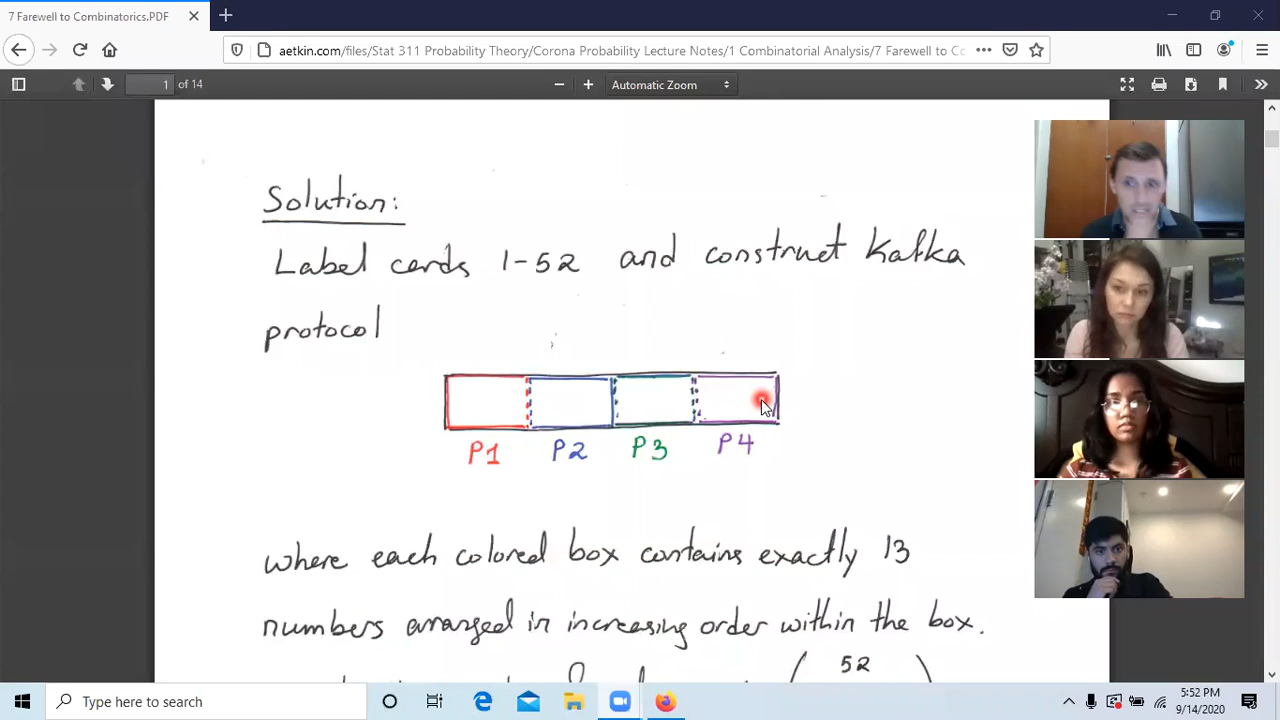 7 Farewell to Combinatorics.PDF
aetkin.com/files/Stat 311 Probability Theory/Corona Probability Lecture Notes/1 Combinatorial Analysis/7 Farewell to Co
1 of 14
Automatic Zoom
Solution:
Label cards 1-52 and construct Kafka
protocol
P1 P2 P3 P4
where each colored box contains exactly 13
numbers arranged in increasing order within the box.
52
Type here to search
5:52 PM
9/14/2020